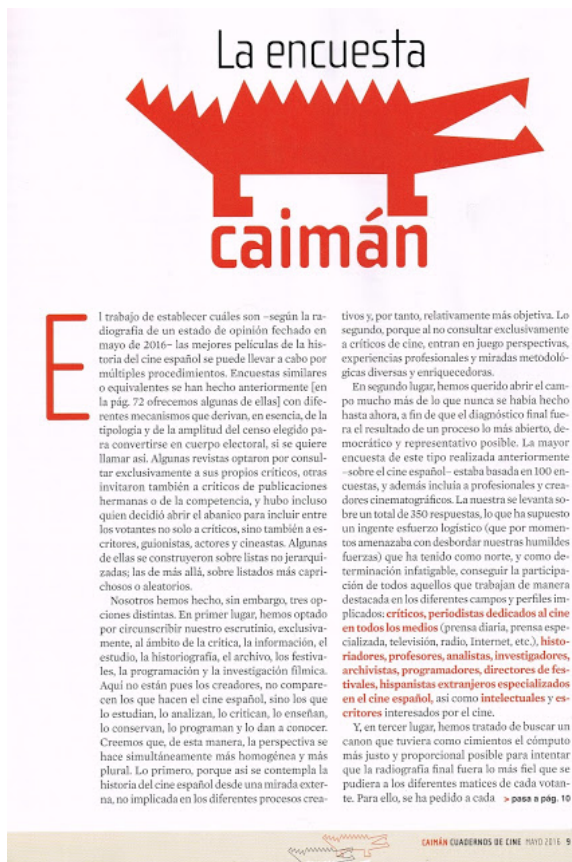 La encuesta
caimán
El trabajo de establecer cuáles son –según la ra-
diografía de un estado de opinión fechado en
mayo de 2016– las mejores películas de la his-
toria del cine español se puede llevar a cabo por
múltiples procedimientos. Encuestas similares
o equivalentes se han hecho anteriormente [en
la pág. 72 ofrecemos algunas de ellas] con dife-
rentes mecanismos que derivan, en esencia, de la
tipología y de la amplitud del censo elegido pa-
ra convertirse en cuerpo electoral, si se quiere
llamar así. Algunas revistas optaron por consul-
tar exclusivamente a sus propios críticos, otras
invitaron también a críticos de publicaciones
hermanas o de la competencia, y hubo incluso
quien decidió abrir el abanico para incluir entre
los votantes no solo a críticos, sino también a es-
critores, guionistas, actores y cineastas. Algunas
de ellas se construyeron sobre listas no jerarqui-
zadas; las de más allá, sobre listados más capri-
chosos o aleatorios.
Nosotros hemos hecho, sin embargo, tres op-
ciones distintas. En primer lugar, hemos optado
por circunscribir nuestro escrutinio, exclusiva-
mente, al ámbito de la crítica, la información, el
estudio, la historiografía, el archivo, los festiva-
les, la programación y la investigación fílmica.
Aquí no están pues los creadores, no compare-
cen los que hacen el cine español, sino los que
lo estudian, lo analizan, lo critican, lo enseñan,
lo conservan, lo programan y lo dan a conocer.
Creemos que, de esta manera, la perspectiva se
hace simultáneamente más homogénea y más
plural. Lo primero, porque así se contempla la
historia del cine español desde una mirada exter-
na, no implicada en los diferentes procesos crea-
tivos y, por tanto, relativamente más objetiva. Lo
segundo, porque al no consultar exclusivamente
a críticos de cine, entran en juego perspectivas,
experiencias profesionales y miradas metodoló-
gicas diversas y enriquecedoras.
En segundo lugar, hemos querido abrir el cam-
po mucho más de lo que nunca se había hecho
hasta ahora, a fin de que el diagnóstico final fue-
ra el resultado de un proceso lo más abierto, de-
mocrático y representativo posible. La mayor
encuesta de este tipo realizada anteriormente
–sobre el cine español– estaba basada en 100 en-
cuestas, y además incluía a profesionales y crea-
dores cinematográficos. La nuestra se levanta so-
bre un total de 350 respuestas, lo que ha supuesto
un ingente esfuerzo logístico (que por momen-
tos amenazaba con desbordar nuestras humildes
fuerzas) que ha tenido como norte, y como de-
terminación infatigable, conseguir la participa-
ción de todos aquellos que trabajan de manera
destacada en los diferentes campos y perfiles im-
plicados: críticos, periodistas dedicados al cine
en todos los medios (prensa diaria, prensa espe-
cializada, televisión, radio, Internet, etc.), histo-
riadores, profesores, analistas, investigadores,
archivistas, programadores, directores de fes-
tivales, hispanistas extranjeros especializados
en el cine español, así como intelectuales y es-
critores interesados por el cine.
Y, en tercer lugar, hemos tratado de buscar un
canon que tuviera como cimientos el cómputo
más justo y proporcional posible para intentar
que la radiografía final fuera lo más fiel que se
pudiera a los diferentes matices de cada votan-
te. Para ello, se ha pedido a cada > pasa a pág. 10
CAIMÁN CUADERNOS DE CINE MAYO 2016 9